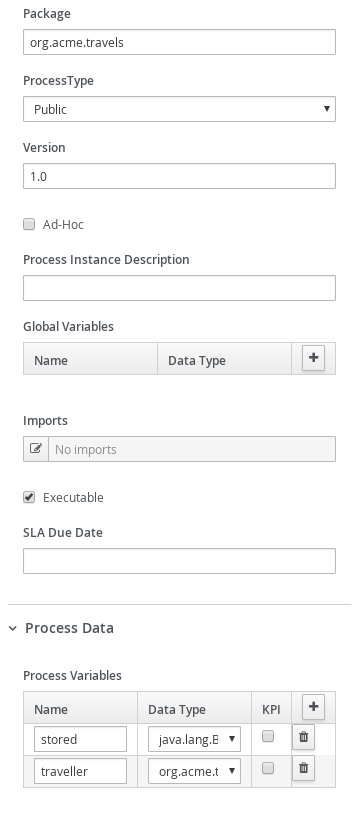 Package
org.acme.travels
ProcessType
Public
Version
1.0
Ad-Hoc
Process Instance Description
Global Variables
Name Data Type
Imports
No imports
Executable
SLA Due Date
Process Data
Process Variables
Name Data Type KPI
stored java.lang.B
traveller org.acme.t